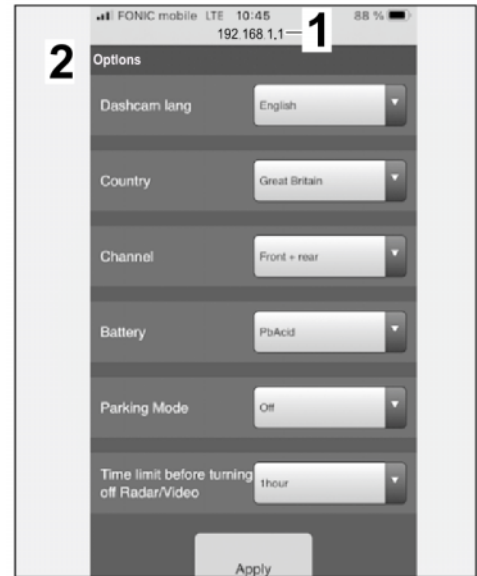 FONIC mobile LTE 10:45 88 %
192.168.1.1 1
2 Options
Dashcam lang English
Country Great Britain
Channel Front + rear
Battery PbAcid
Parking Mode Off
Time limit before turning
off Radar/Video 1hour
Apply